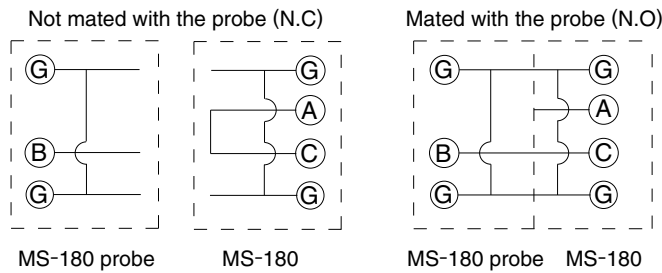 Not mated with the probe (N.C)
Mated with the probe (N.O)
G
B
G
G
A
C
G
G
B
G
G
A
C
G
MS-180 probe
MS-180
MS-180 probe
MS-180